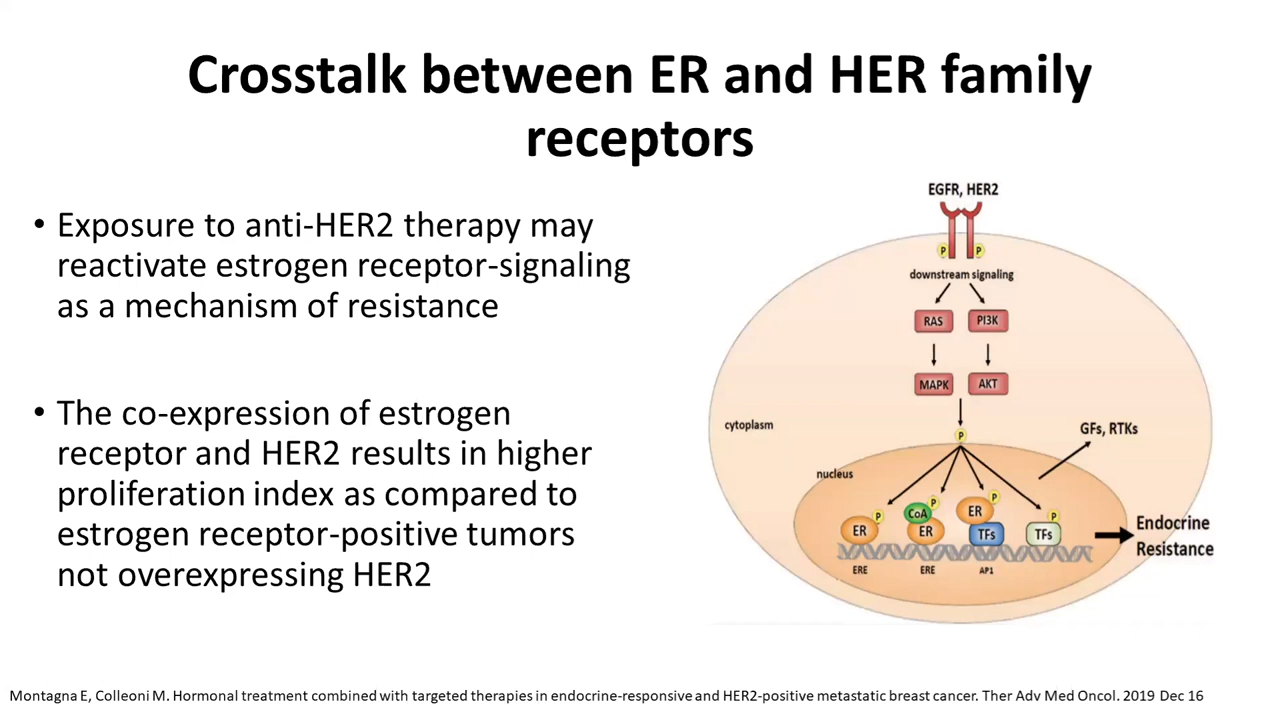 Crosstalk between ER and HER family
receptors
• Exposure to anti-HER2 therapy may
reactivate estrogen receptor-signaling
as a mechanism of resistance
• The co-expression of estrogen
receptor and HER2 results in higher
proliferation index as compared to
estrogen receptor-positive tumors
not overexpressing HER2
EGFR, HER2
P P
downstream signaling
RAS PI3K
MAPK AKT
cytoplasm
P
GFs, RTKs
nucleus
ER P
CoA P
ER
ER P
TFs
TFs P
ERE ERE AP1
Endocrine
Resistance
Montagna E, Colleoni M. Hormonal treatment combined with targeted therapies in endocrine-responsive and HER2-positive metastatic breast cancer. Ther Adv Med Oncol. 2019 Dec 16